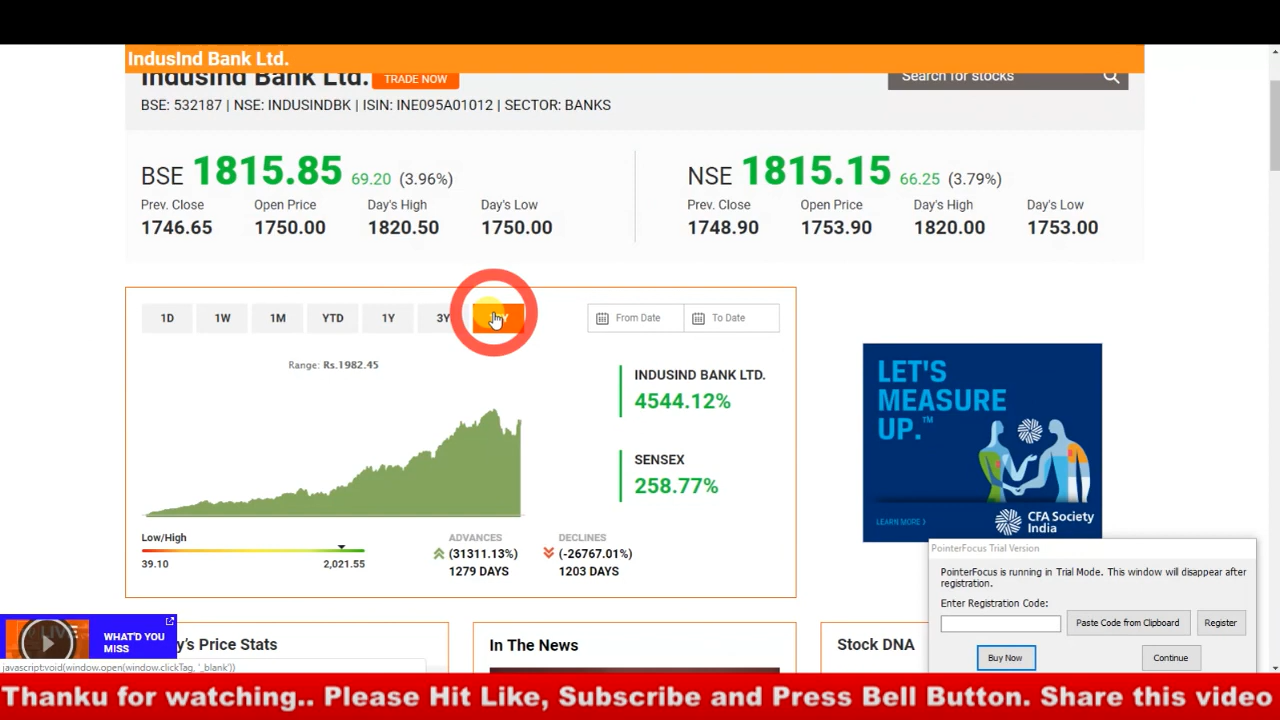 IndusInd Bank Ltd.
IndusInd Bank Ltd. TRADE NOW
Search for stocks
BSE: 532187 | NSE: INDUSINDBK | ISIN: INE095A01012 | SECTOR: BANKS
BSE 1815.85 69.20 (3.96%)
Prev. Close Open Price Day's High Day's Low
1746.65 1750.00 1820.50 1750.00
NSE 1815.15 66.25 (3.79%)
Prev. Close Open Price Day's High Day's Low
1748.90 1753.90 1820.00 1753.00
1D 1W 1M YTD 1Y 3Y
From Date To Date
Range: Rs.1982.45
INDUSIND BANK LTD.
4544.12%
SENSEX
258.77%
Low/High
39.10 2,021.55
ADVANCES
(31311.13%)
1279 DAYS
DECLINES
(-26767.01%)
1203 DAYS
LET'S
MEASURE
UP.™
LEARN MORE
CFA Society
India
PointerFocus Trial Version
PointerFocus is running in Trial Mode. This window will disappear after
registration.
Enter Registration Code:
Paste Code from Clipboard Register
Buy Now Continue
LIVE
WHAT'D YOU
MISS
y's Price Stats
In The News
Stock DNA
javascript:void(window.open(window.clickTag, '_blank'))
Thanku for watching.. Please Hit Like, Subscribe and Press Bell Button. Share this video